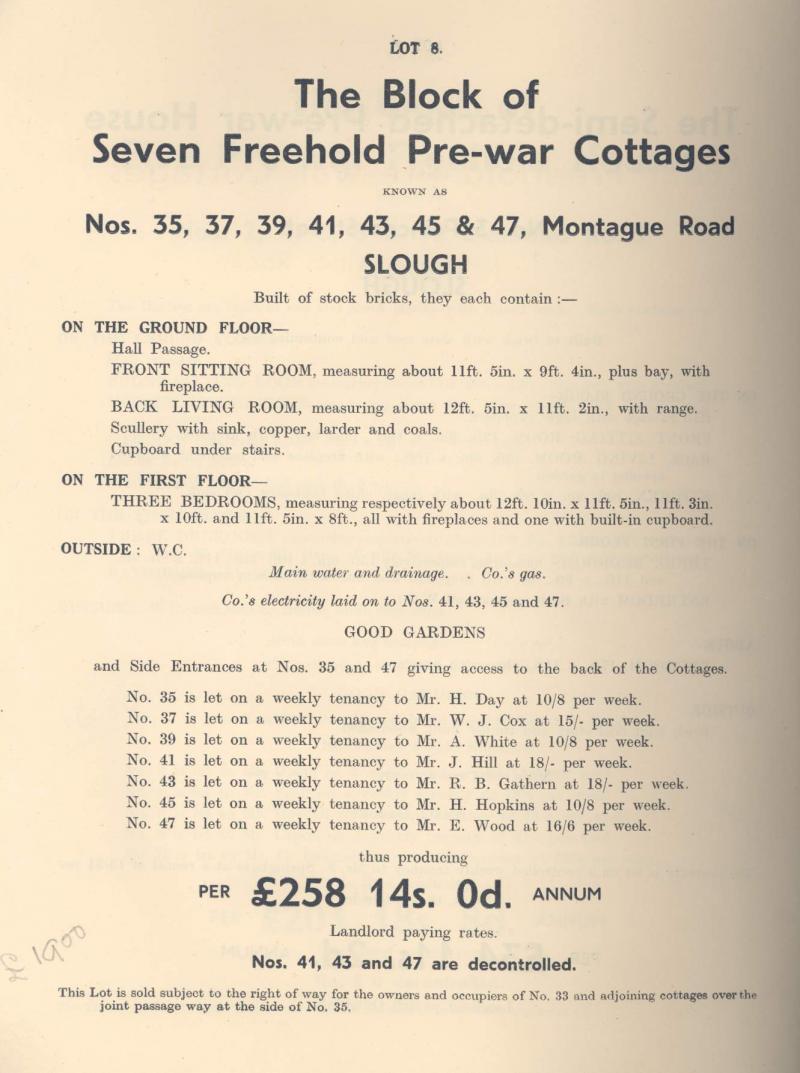 LOT 8.
The Block of
Seven Freehold Pre-war Cottages
KNOWN AS
Nos. 35, 37, 39, 41, 43, 45 & 47, Montague Road
SLOUGH
Built of stock bricks, they each contain :—
ON THE GROUND FLOOR—
Hall Passage.
FRONT SITTING ROOM, measuring about 11ft. 5in. x 9ft. 4in., plus bay, with
fireplace.
BACK LIVING ROOM, measuring about 12ft. 5in. x 11ft. 2in., with range.
Scullery with sink, copper, larder and coals.
Cupboard under stairs.
ON THE FIRST FLOOR—
THREE BEDROOMS, measuring respectively about 12ft. 10in. x 11ft. 5in., 11ft. 3in.
x 10ft. and 11ft. 5in. x 8ft., all with fireplaces and one with built-in cupboard.
OUTSIDE : W.C.
Main water and drainage. . Co.'s gas.
Co.'s electricity laid on to Nos. 41, 43, 45 and 47.
GOOD GARDENS
and Side Entrances at Nos. 35 and 47 giving access to the back of the Cottages.
No. 35 is let on a weekly tenancy to Mr. H. Day at 10/8 per week.
No. 37 is let on a weekly tenancy to Mr. W. J. Cox at 15/- per week.
No. 39 is let on a weekly tenancy to Mr. A. White at 10/8 per week.
No. 41 is let on a weekly tenancy to Mr. J. Hill at 18/- per week.
No. 43 is let on a weekly tenancy to Mr. R. B. Gathern at 18/- per week.
No. 45 is let on a weekly tenancy to Mr. H. Hopkins at 10/8 per week.
No. 47 is let on a weekly tenancy to Mr. E. Wood at 16/6 per week.
thus producing
PER £258 14s. 0d. ANNUM
Landlord paying rates.
Nos. 41, 43 and 47 are decontrolled.
This Lot is sold subject to the right of way for the owners and occupiers of No. 33 and adjoining cottages over the
joint passage way at the side of No. 35.